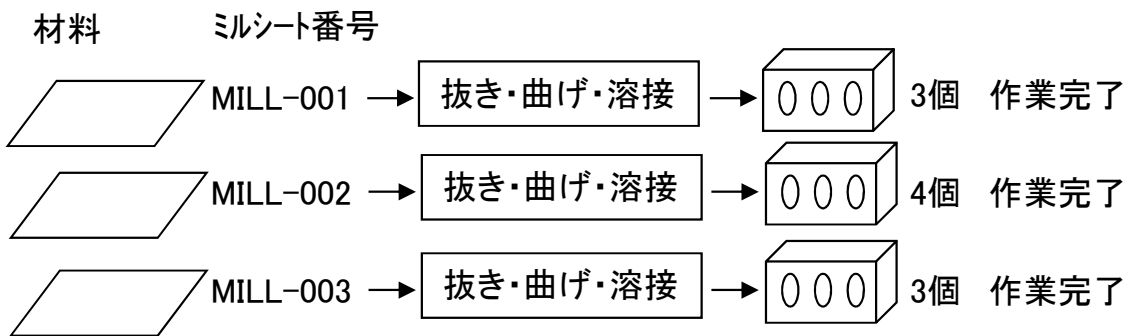 材料 ミルシート番号
MILL-001 抜き・曲げ・溶接 3個 作業完了
MILL-002 抜き・曲げ・溶接 4個 作業完了
MILL-003 抜き・曲げ・溶接 3個 作業完了